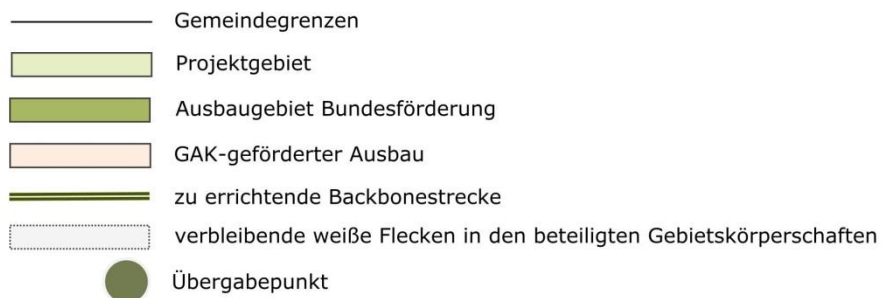 Gemeindegrenzen
Projektgebiet
Ausbaugebiet Bundesförderung
GAK-geförderter Ausbau
zu errichtende Backbonestrecke
verbleibende weiße Flecken in den beteiligten Gebietskörperschaften
Übergabepunkt